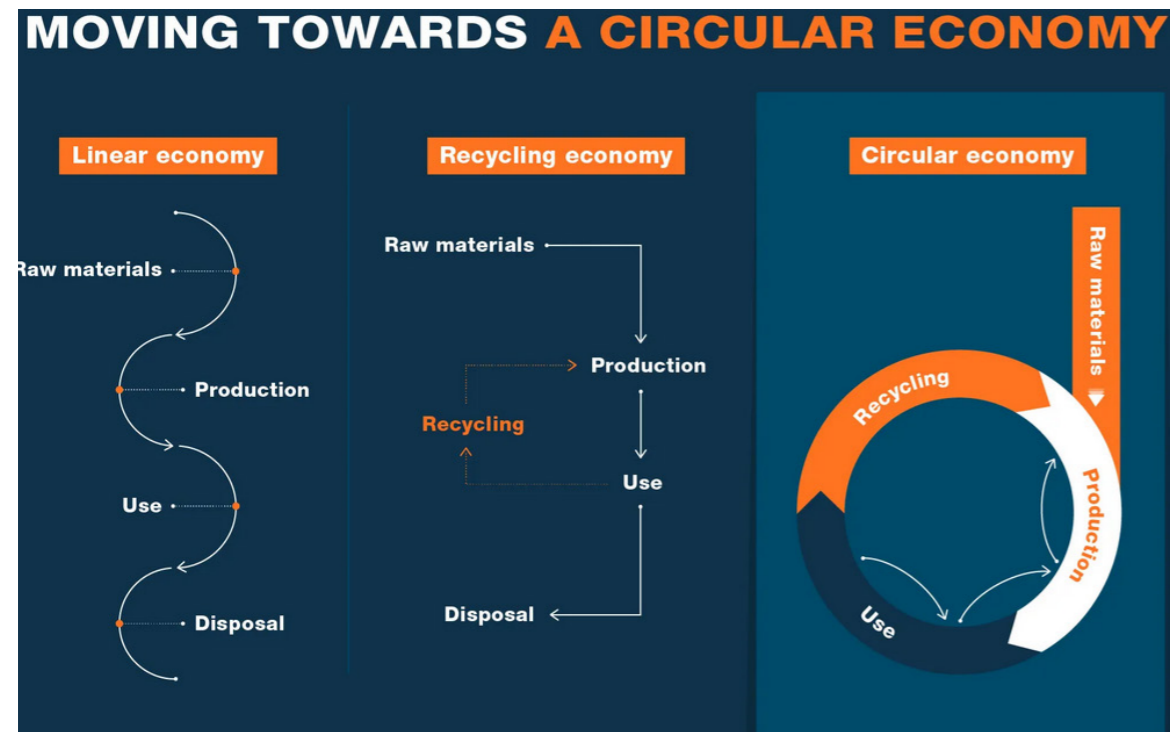 MOVING TOWARDS A CIRCULAR ECONOMY
Linear economy
Raw materials
Production
Use
Disposal
Recycling economy
Raw materials
Production
Recycling
Use
Disposal
Circular economy
Raw materials
Recycling
Production
Use